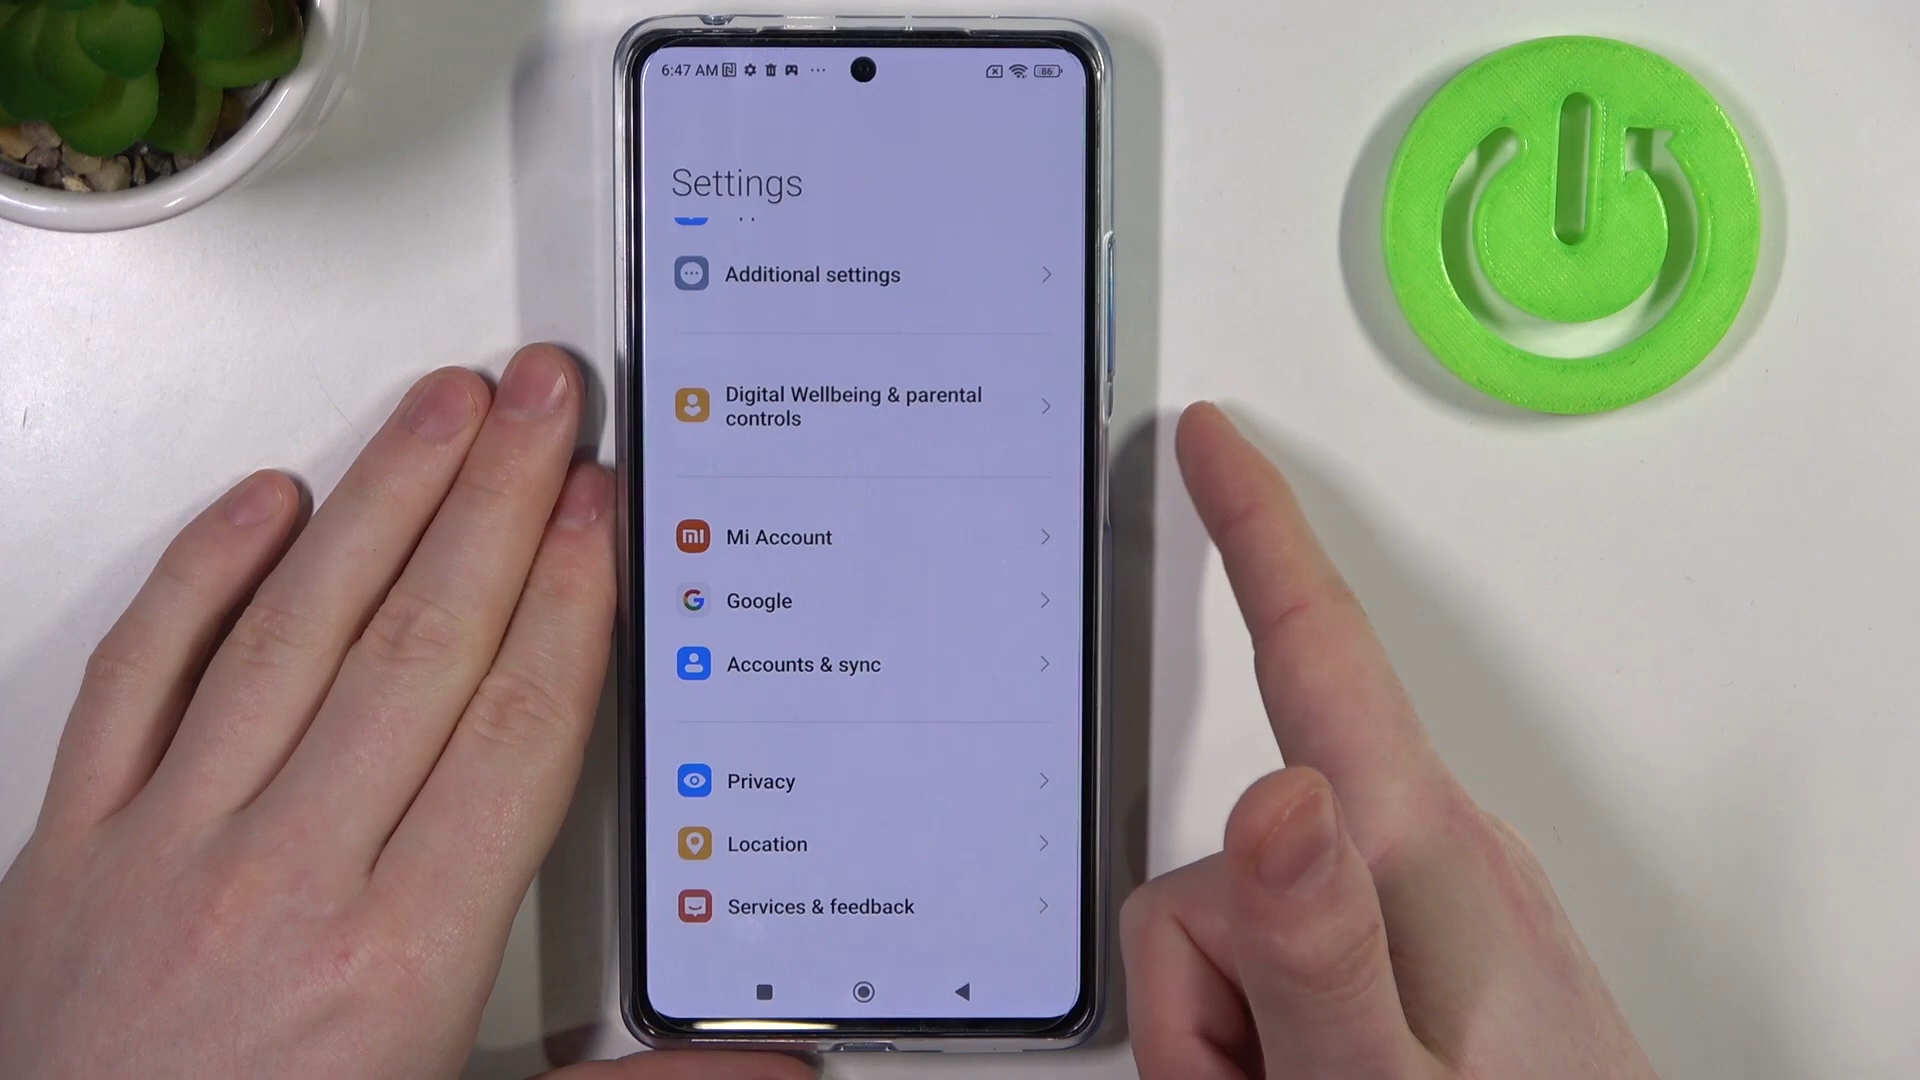 6:47 AM
86
Settings
Additional settings
Digital Wellbeing & parental
controls
Mi Account
Google
Accounts & sync
Privacy
Location
Services & feedback